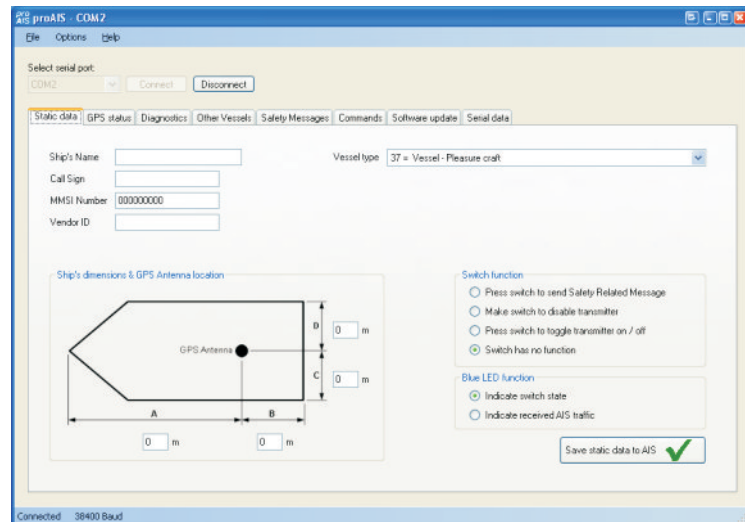 pro AIS proAIS - COM2
File Options Help
Select serial port:
COM2 Connect Disconnect
Static data GPS status Diagnostics Other Vessels Safety Messages Commands Software update Serial data
Ship's Name Vessel type 37 = Vessel - Pleasure craft
Call Sign
MMSI Number 000000000
Vendor ID
Ship's dimensions & GPS Antenna location
D 0 m
GPS Antenna
C 0 m
A B
0 m 0 m
Switch function
Press switch to send Safety Related Message
Make switch to disable transmitter
Press switch to toggle transmitter on / off
Switch has no function
Blue LED function
Indicate switch state
Indicate received AIS traffic
Save static data to AIS
Connected 38400 Baud